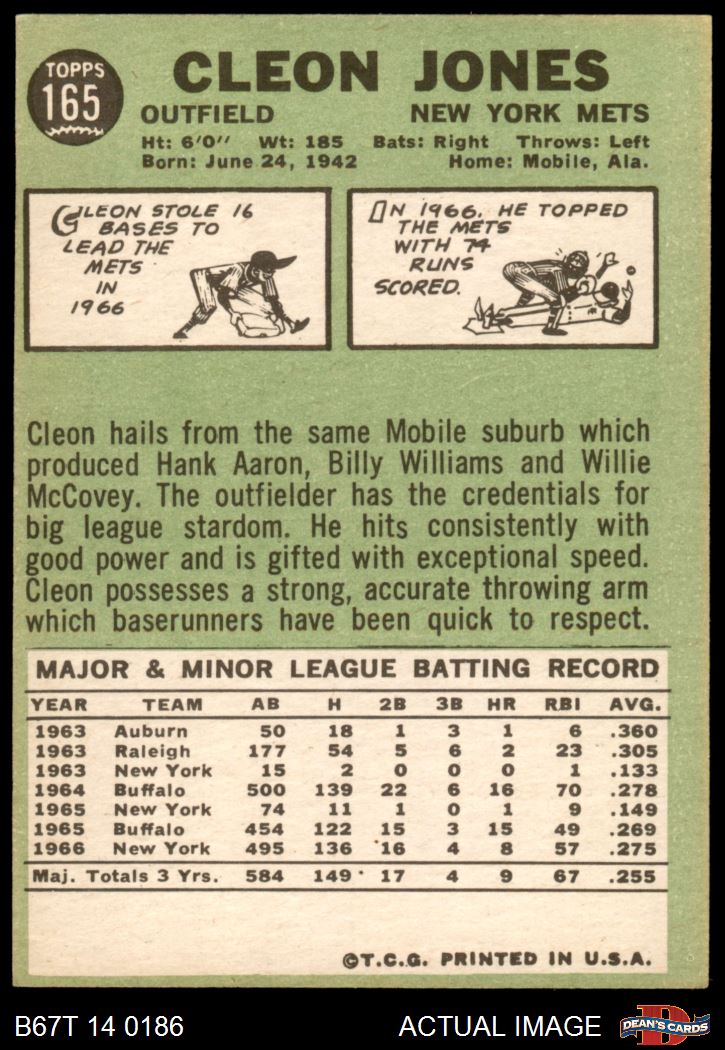 TOPPS
165
CLEON JONES
OUTFIELD NEW YORK METS
Ht: 6'0" Wt: 185 Bats: Right Throws: Left
Born: June 24, 1942 Home: Mobile, Ala.
CLEON STOLE 16
BASES TO
LEAD THE
METS
IN
1966
IN 1966, HE TOPPED
THE METS
WITH 74
RUNS
SCORED.
Cleon hails from the same Mobile suburb which
produced Hank Aaron, Billy Williams and Willie
McCovey. The outfielder has the credentials for
big league stardom. He hits consistently with
good power and is gifted with exceptional speed.
Cleon possesses a strong, accurate throwing arm
which baserunners have been quick to respect.
MAJOR & MINOR LEAGUE BATTING RECORD
YEAR TEAM AB H 2B 3B HR RBI AVG.
1963 Auburn 50 18 1 3 1 6 .360
1963 Raleigh 177 54 5 6 2 23 .305
1963 New York 15 2 0 0 0 1 .133
1964 Buffalo 500 139 22 6 16 70 .278
1965 New York 74 11 1 0 1 9 .149
1965 Buffalo 454 122 15 3 15 49 .269
1966 New York 495 136 16 4 8 57 .275
Maj. Totals 3 Yrs. 584 149 17 4 9 67 .255
©T.C.G. PRINTED IN U.S.A.
B67T 14 0186 ACTUAL IMAGE D DEAN'S CARDS